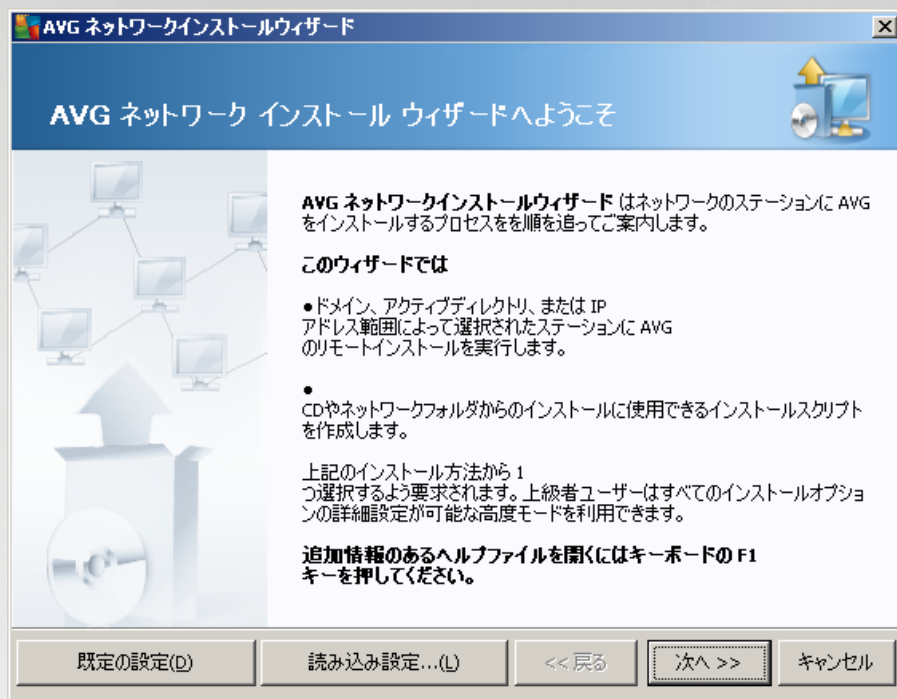 AVG ネットワークインストールウィザード
AVG ネットワーク インストール ウィザードへようこそ
AVG ネットワークインストールウィザード はネットワークのステーションに AVG
をインストールするプロセスをを順を追ってご案内します。
このウィザードでは
●ドメイン、アクティブディレクトリ、または IP
アドレス範囲によって選択されたステーションに AVG
のリモートインストールを実行します。
●
CDやネットワークフォルダからのインストールに使用できるインストールスクリプト
を作成します。
上記のインストール方法から 1
つ選択するよう要求されます。上級者ユーザーはすべてのインストールオプショ
ンの詳細設定が可能な高度モードを利用できます。
追加情報のあるヘルプファイルを開くにはキーボードの F1
キーを押してください。
既定の設定(D)
読み込み設定...(L)
<< 戻る
次へ >>
キャンセル